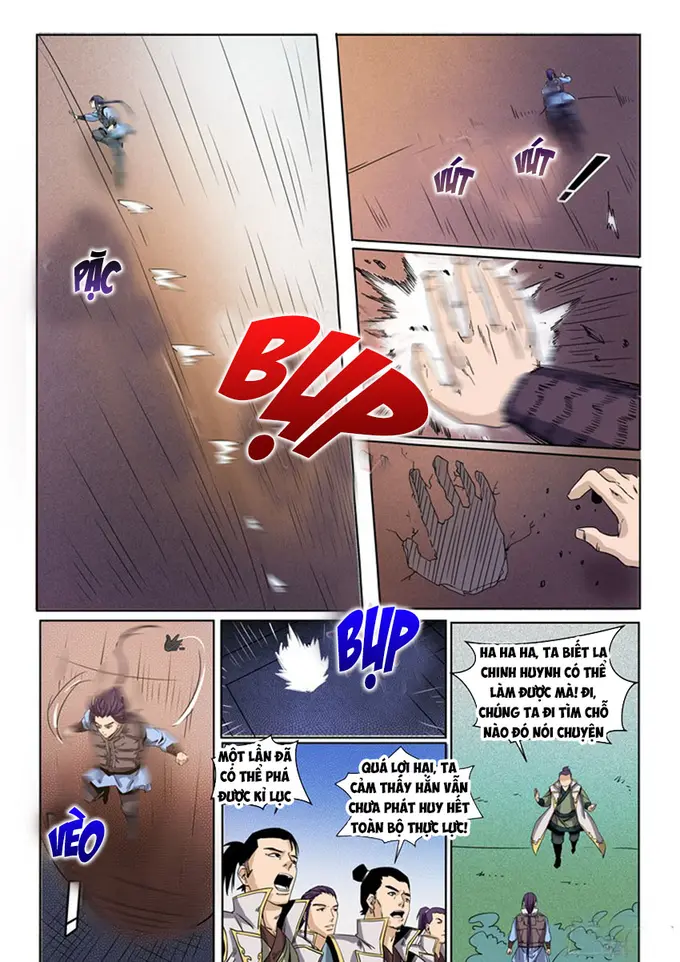 PẶC
VÚT
VÚT
!
BỤP
VÈO
!
BỤP
MỘT LẦN ĐÃ
CÓ THỂ PHÁ
ĐƯỢC KỈ LỤC
QUÁ LỢI HẠI, TA
CẢM THẤY HẮN VẪN
CHƯA PHÁT HUY HẾT
TOÀN BỘ THỰC LỰC!
HA HA HA, TA BIẾT LA
CHINH HUYNH CÓ THỂ
LÀM ĐƯỢC MÀ! ĐI,
CHÚNG TA ĐI TÌM CHỖ
NÀO ĐÓ NÓI CHUYỆN